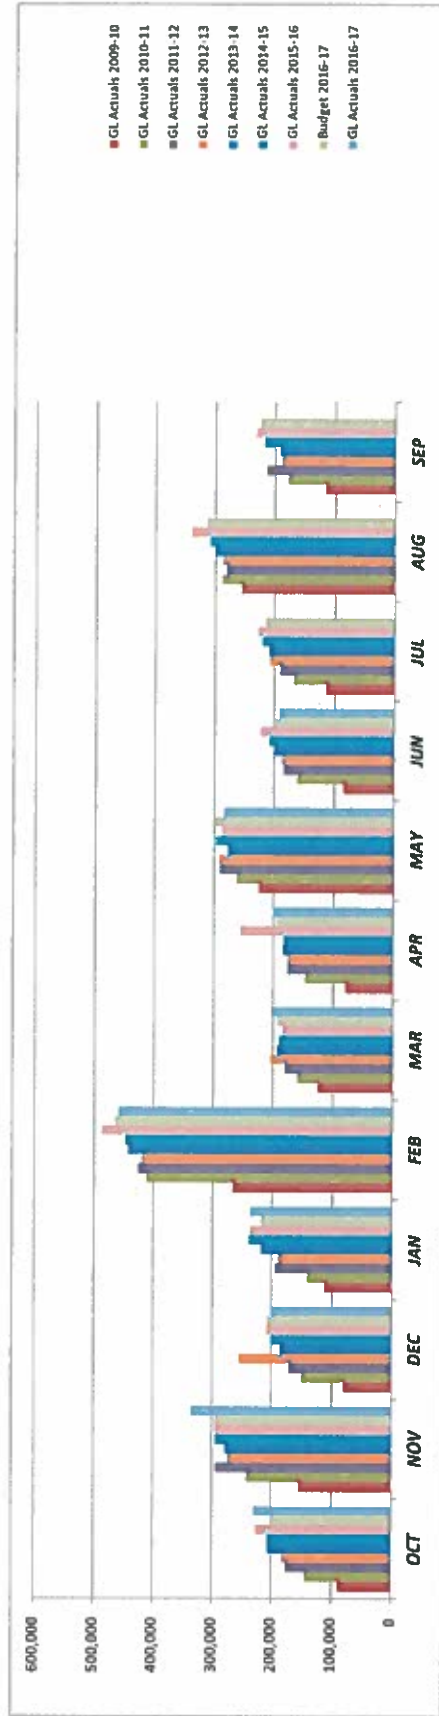 600,000
500,000
400,000
300,000
200,000
100,000
0
OCT NOV DEC JAN FEB MAR APR MAY JUN JUL AUG SEP
GL Actuals 2009-10
GL Actuals 2010-11
GL Actuals 2011-12
GL Actuals 2012-13
GL Actuals 2013-14
GL Actuals 2014-15
GL Actuals 2015-16
Budget 2016-17
GL Actuals 2016-17